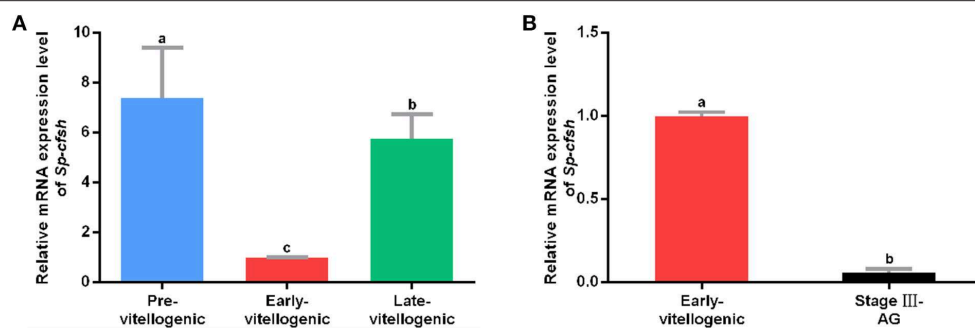 A
Relative mRNA expression level
of Sp-cfsh
10
8
6
4
2
0
a
c
b
Pre-
vitellogenic
Early-
vitellogenic
Late-
vitellogenic
B
Relative mRNA expression level
of Sp-cfsh
1.5
1.0
0.5
0.0
a
b
Early-
vitellogenic
Stage III-
AG